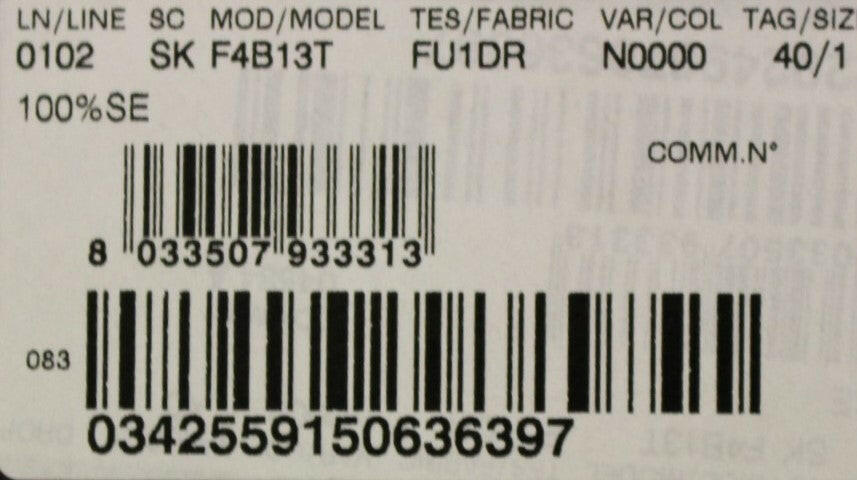 LN/LINE SC MOD/MODEL TES/FABRIC VAR/COL TAG/SIZ
0102 SK F4B13T FU1DR N0000 40/1
100%SE
COMM.N°
8 033507 933313
083
0342559150636397